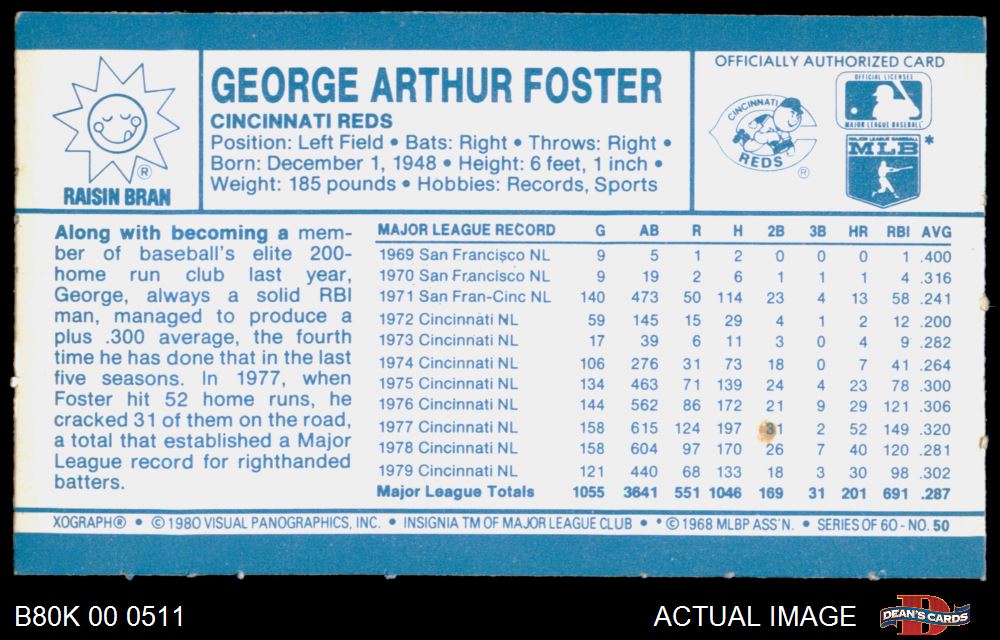 RAISIN BRAN
®
GEORGE ARTHUR FOSTER
CINCINNATI REDS
Position: Left Field • Bats: Right • Throws: Right •
Born: December 1, 1948 • Height: 6 feet, 1 inch •
Weight: 185 pounds • Hobbies: Records, Sports
OFFICIALLY AUTHORIZED CARD
CINCINNATI
REDS
®
OFFICIAL LICENSEE
MAJOR LEAGUE BASEBALL
MAJOR LEAGUE BASEBALL
MLB *
Along with becoming a mem-
ber of baseball's elite 200-
home run club last year,
George, always a solid RBI
man, managed to produce a
plus .300 average, the fourth
time he has done that in the last
five seasons. In 1977, when
Foster hit 52 home runs, he
cracked 31 of them on the road,
a total that established a Major
League record for righthanded
batters.
MAJOR LEAGUE RECORD G AB R H 2B 3B HR RBI AVG
1969 San Francisco NL 9 5 1 2 0 0 0 1 .400
1970 San Francisco NL 9 19 2 6 1 1 1 4 .316
1971 San Fran-Cinc NL 140 473 50 114 23 4 13 58 .241
1972 Cincinnati NL 59 145 15 29 4 1 2 12 .200
1973 Cincinnati NL 17 39 6 11 3 0 4 9 .282
1974 Cincinnati NL 106 276 31 73 18 0 7 41 .264
1975 Cincinnati NL 134 463 71 139 24 4 23 78 .300
1976 Cincinnati NL 144 562 86 172 21 9 29 121 .306
1977 Cincinnati NL 158 615 124 197 31 2 52 149 .320
1978 Cincinnati NL 158 604 97 170 26 7 40 120 .281
1979 Cincinnati NL 121 440 68 133 18 3 30 98 .302
Major League Totals 1055 3641 551 1046 169 31 201 691 .287
XOGRAPH® • © 1980 VISUAL PANOGRAPHICS, INC. • INSIGNIA TM OF MAJOR LEAGUE CLUB • * © 1968 MLBP ASS'N. • SERIES OF 60 - NO. 50
B80K 00 0511
ACTUAL IMAGE
DEAN'S CARDS